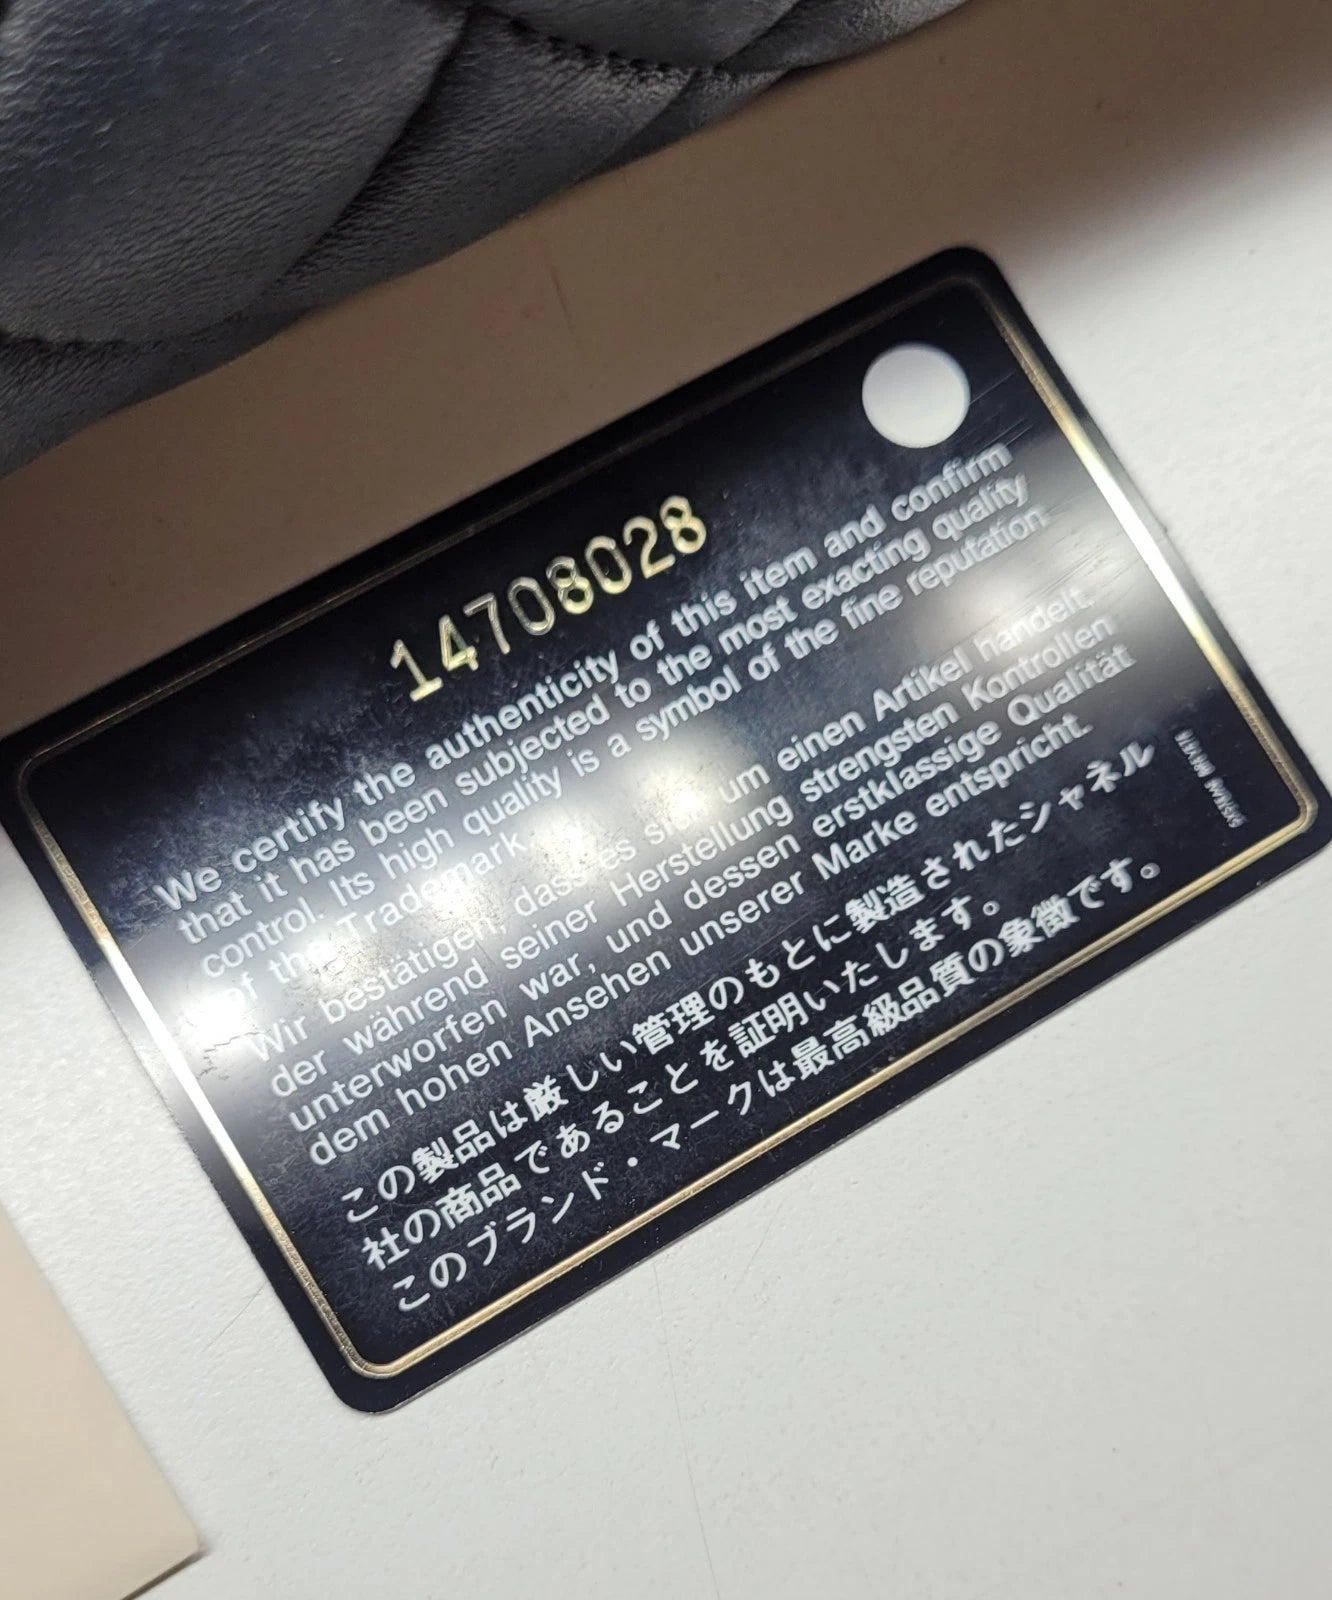 14708028
We certify the authenticity of this item and confirm
that it has been subjected to the most exacting quality
control. Its high quality is a symbol of the fine reputation
of the Trademark.
Wir bestätigen, dass es sich um einen Artikel handelt,
der während seiner Herstellung strengsten Kontrollen
unterworfen war, und dessen erstklassige Qualität
dem hohen Ansehen unserer Marke entspricht.
この製品は厳しい管理のもとに製造されたシャネル
社の商品であることを証明いたします。
このブランド・マークは最高級品質の象徴です。